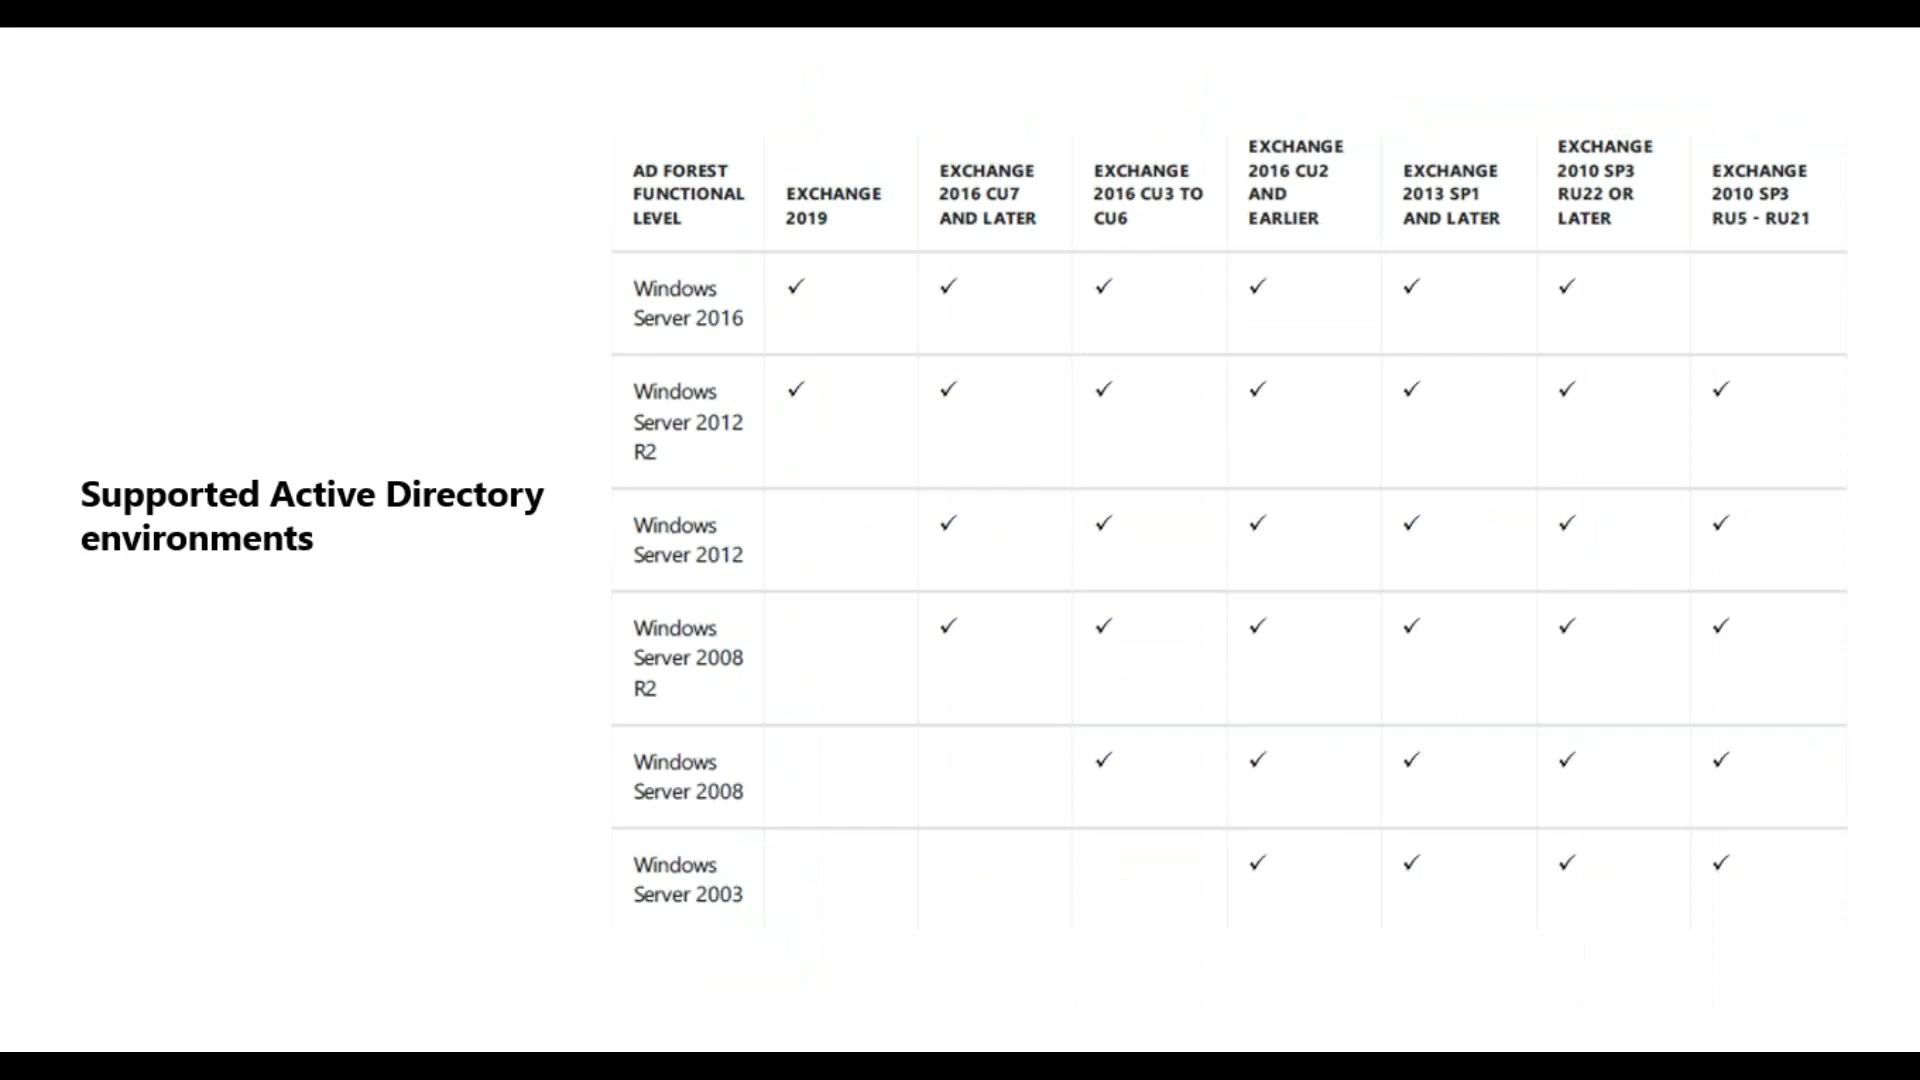 Supported Active Directory
environments
AD FOREST
FUNCTIONAL
LEVEL
EXCHANGE
2019
EXCHANGE
2016 CU7
AND LATER
EXCHANGE
2016 CU3 TO
CU6
EXCHANGE
2016 CU2
AND
EARLIER
EXCHANGE
2013 SP1
AND LATER
EXCHANGE
2010 SP3
RU22 OR
LATER
EXCHANGE
2010 SP3
RU5 - RU21
Windows
Server 2016
✓ ✓ ✓ ✓ ✓ ✓
Windows
Server 2012
R2
✓ ✓ ✓ ✓ ✓ ✓ ✓
Windows
Server 2012
✓ ✓ ✓ ✓ ✓ ✓
Windows
Server 2008
R2
✓ ✓ ✓ ✓ ✓ ✓
Windows
Server 2008
✓ ✓ ✓ ✓ ✓
Windows
Server 2003
✓ ✓ ✓ ✓